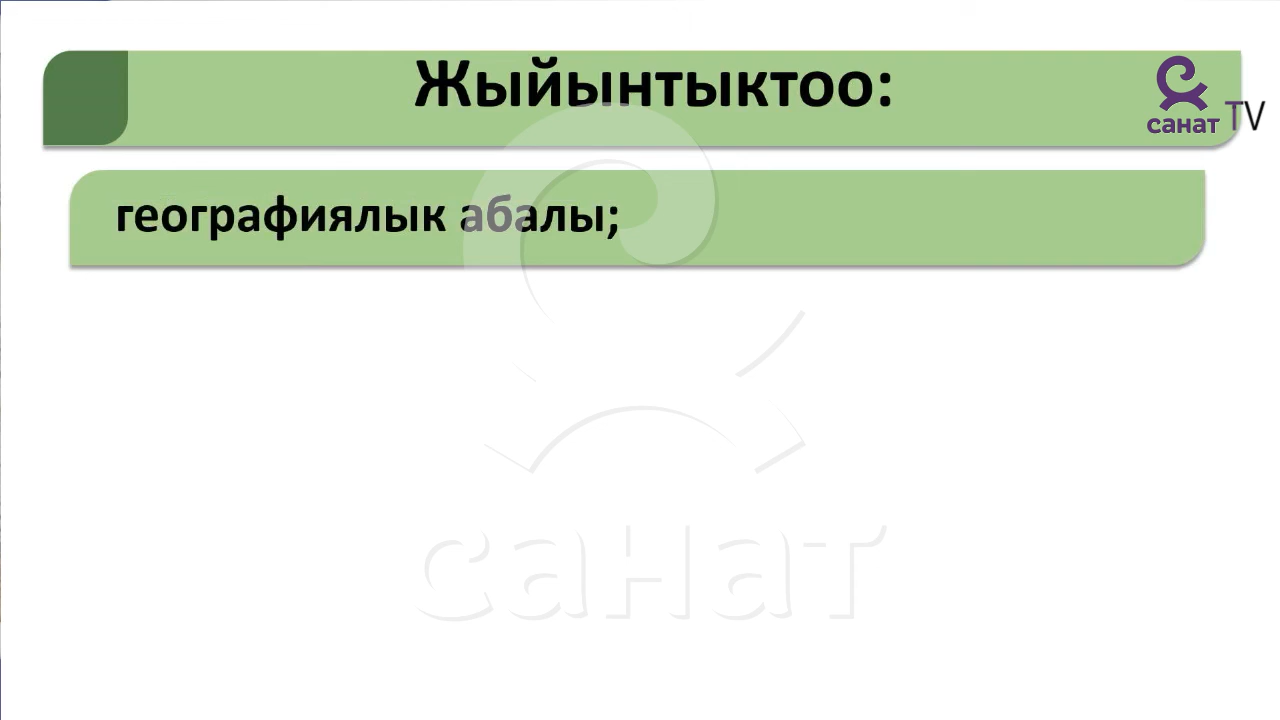 Жыйынтыктоо:
санат TV
географиялык абалы;
санат